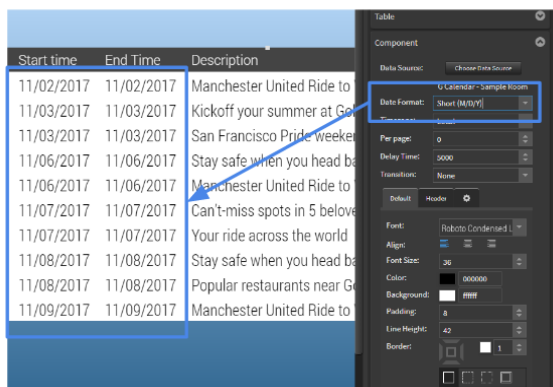 Start time End Time Description
11/02/2017 11/02/2017 Manchester United Ride to
11/03/2017 11/03/2017 Kickoff your summer at
11/03/2017 11/03/2017 San Francisco Pride
11/06/2017 11/06/2017 Stay safe when you head
11/06/2017 11/06/2017 Manchester United Ride to
11/07/2017 11/07/2017 Can't-miss spots in 5
11/07/2017 11/07/2017 Your ride across the world
11/08/2017 11/08/2017 Stay safe when you head
11/08/2017 11/08/2017 Popular restaurants near
11/09/2017 11/09/2017 Manchester United Ride to
Table
Component
Data Source: Choose Data Source
G Calendar - Sample Room
Date Format: Short (M/D/Y)
Timezone:
Per page: 0
Delay Time: 5000
Transition: None
Default Header
Font: Roboto Condensed L
Align:
Font Size: 36
Color: 000000
Background: ffffff
Padding: 8
Line Height: 42
Border: 1